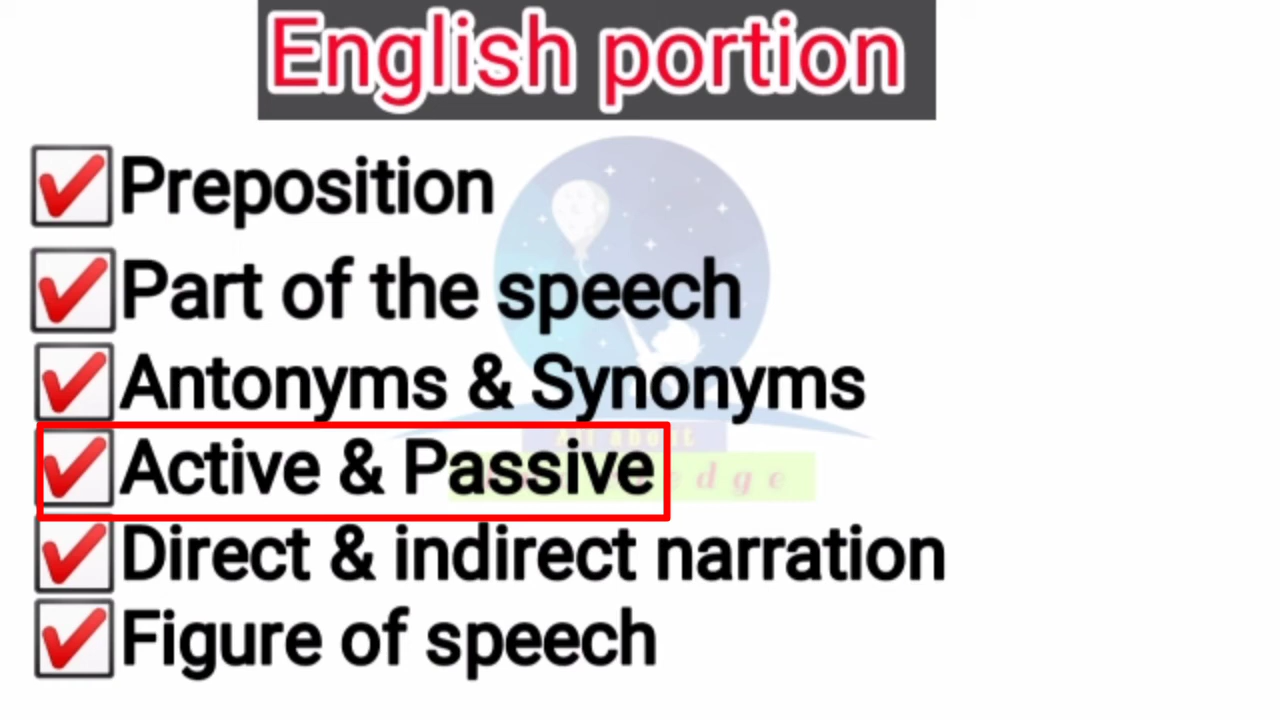 English portion
Preposition
Part of the speech
Antonyms & Synonyms
Active & Passive
Direct & indirect narration
Figure of speech